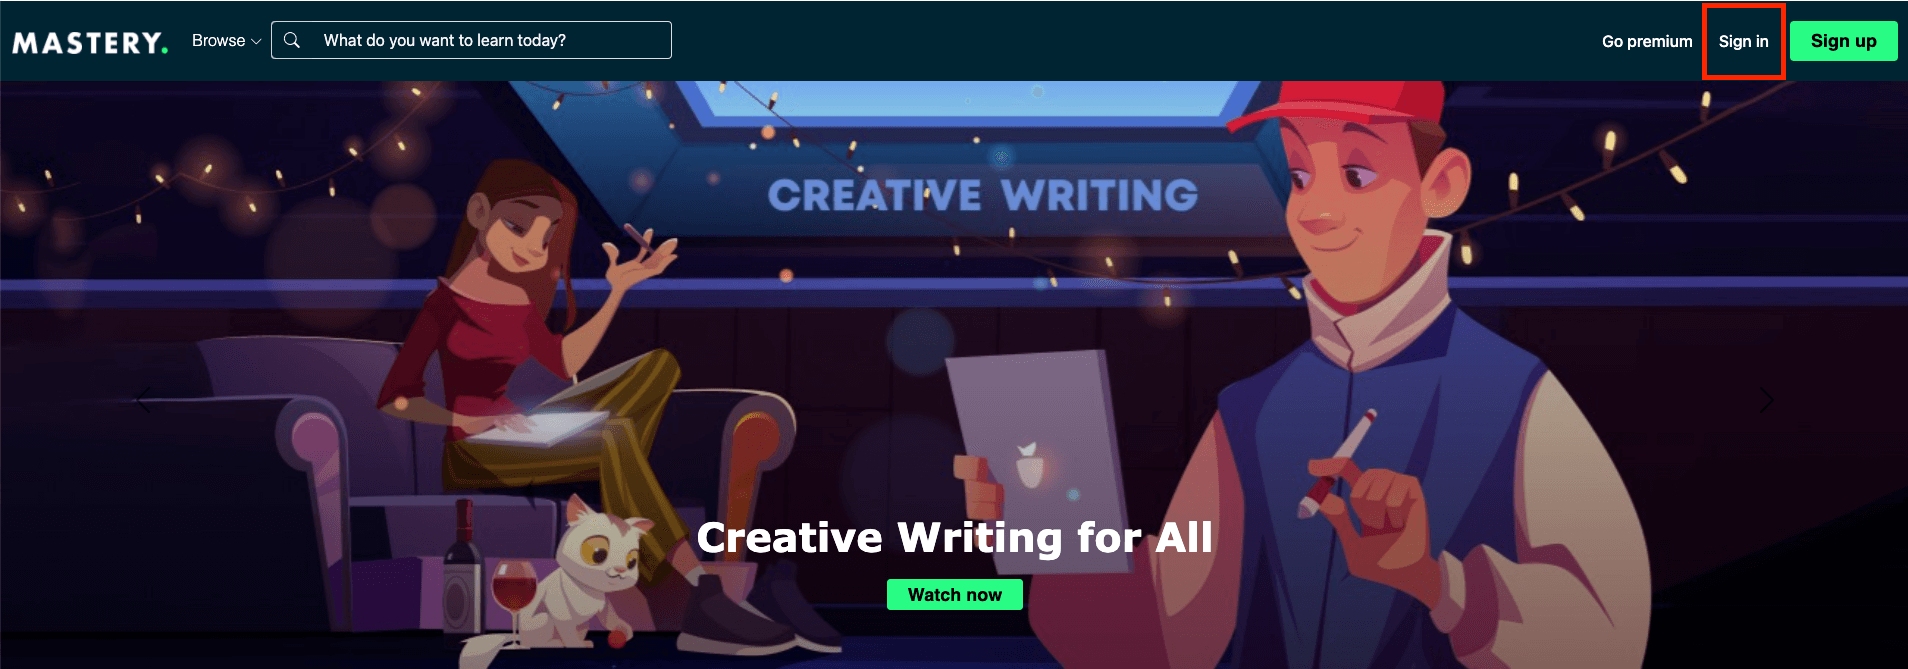 MASTERY.
Browse
What do you want to learn today?
Go premium
Sign in
Sign up
CREATIVE WRITING
Creative Writing for All
Watch now